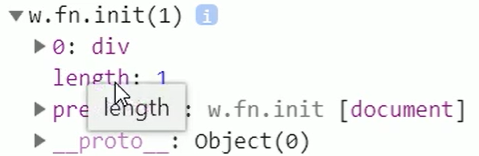 w.fn.init(1) i
0: div
length: 1
pre : w.fn.init [document]
length
__proto__: Object(0)